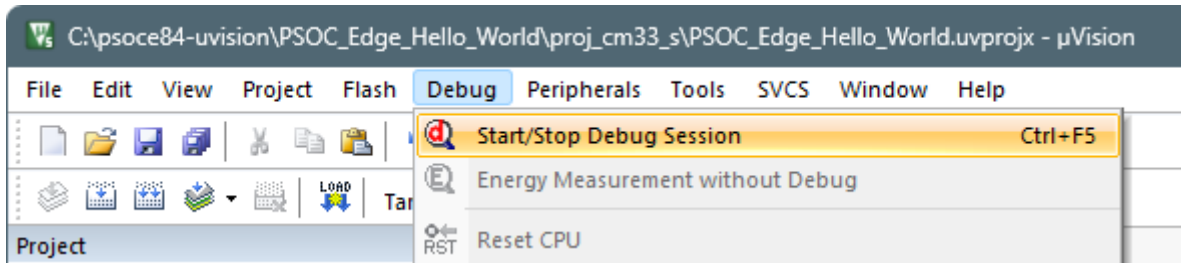 C:\psoce84-uvision\PSOC_Edge_Hello_World\proj_cm33_s\PSOC_Edge_Hello_World.uvprojx - µVision
File Edit View Project Flash Debug Peripherals Tools SVCS Window Help
Start/Stop Debug Session Ctrl+F5
Energy Measurement without Debug
LOAD Tar
RST Reset CPU
Project